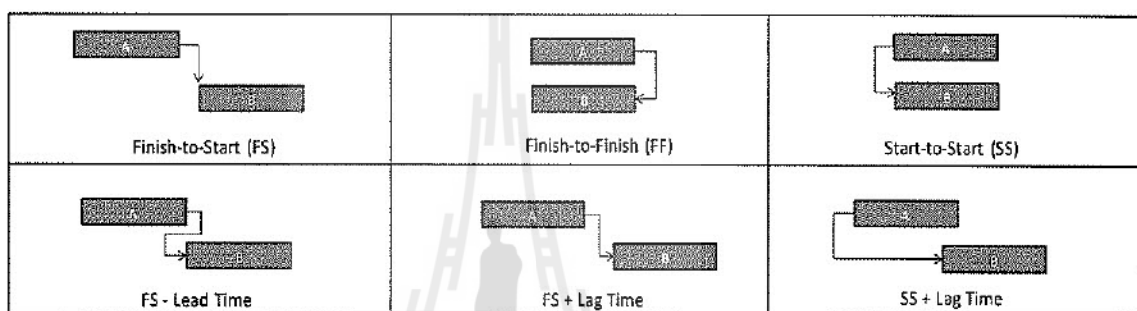 A
B
Finish-to-Start (FS)
A
B
Finish-to-Finish (FF)
A
B
Start-to-Start (SS)
A
B
FS - Lead Time
A
B
FS + Lag Time
B
SS + Lag Time